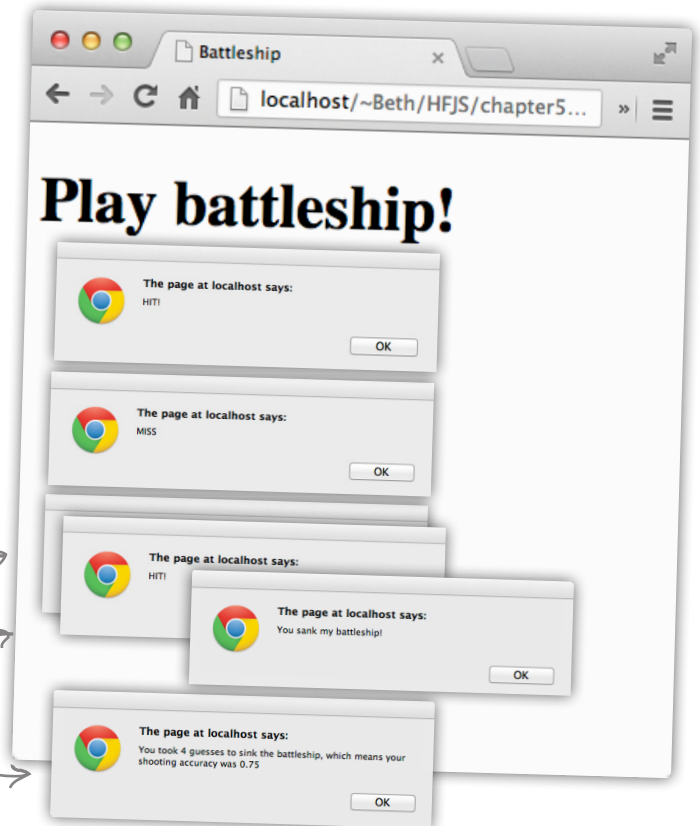 Battleship
localhost/~Beth/HFJS/chapter5...
»
Play battleship!
The page at localhost says:
HIT!
OK
The page at localhost says:
MISS
OK
The page at localhost says:
HIT!
The page at localhost says:
You sank my battleship!
OK
The page at localhost says:
You took 4 guesses to sink the battleship, which means your
shooting accuracy was 0.75
OK